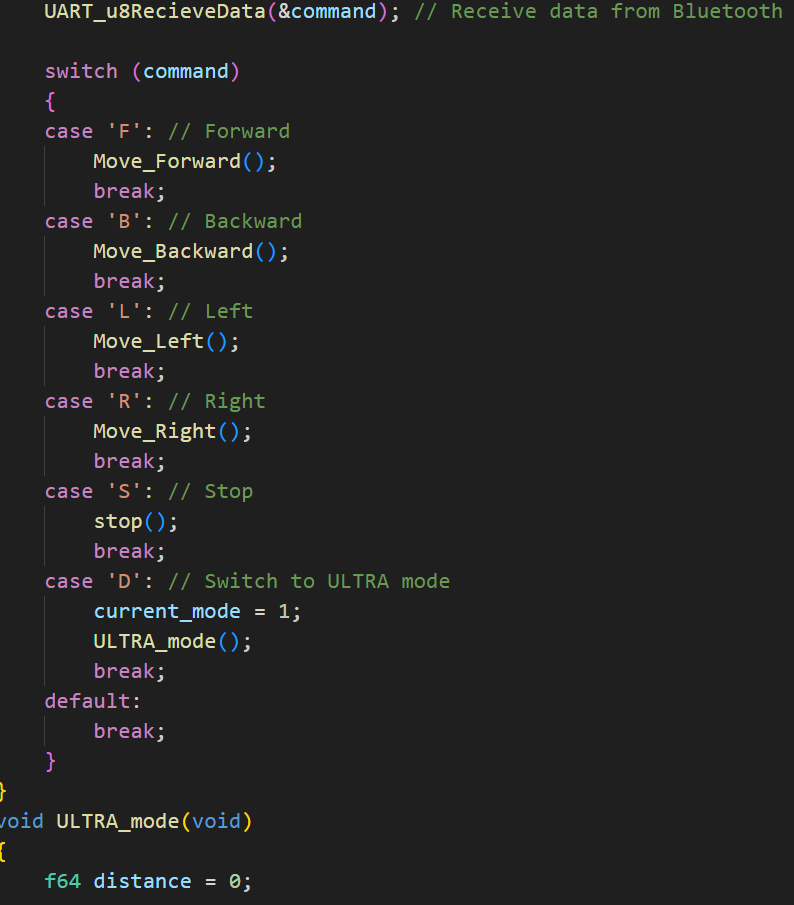 UART_u8RecieveData(&command); // Receive data from Bluetooth
switch (command)
{
case 'F': // Forward
Move_Forward();
break;
case 'B': // Backward
Move_Backward();
break;
case 'L': // Left
Move_Left();
break;
case 'R': // Right
Move_Right();
break;
case 'S': // Stop
stop();
break;
case 'D': // Switch to ULTRA mode
current_mode = 1;
ULTRA_mode();
break;
default:
break;
}
}
void ULTRA_mode(void)
{
f64 distance = 0;